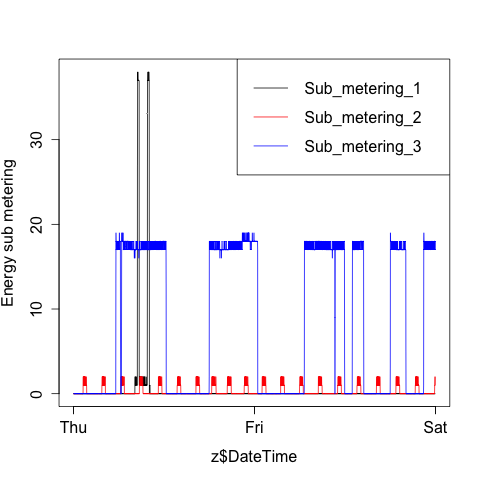 Sub_metering_1
Sub_metering_2
Sub_metering_3
Energy sub metering
30
20
10
0
Thu Fri Sat
z$DateTime